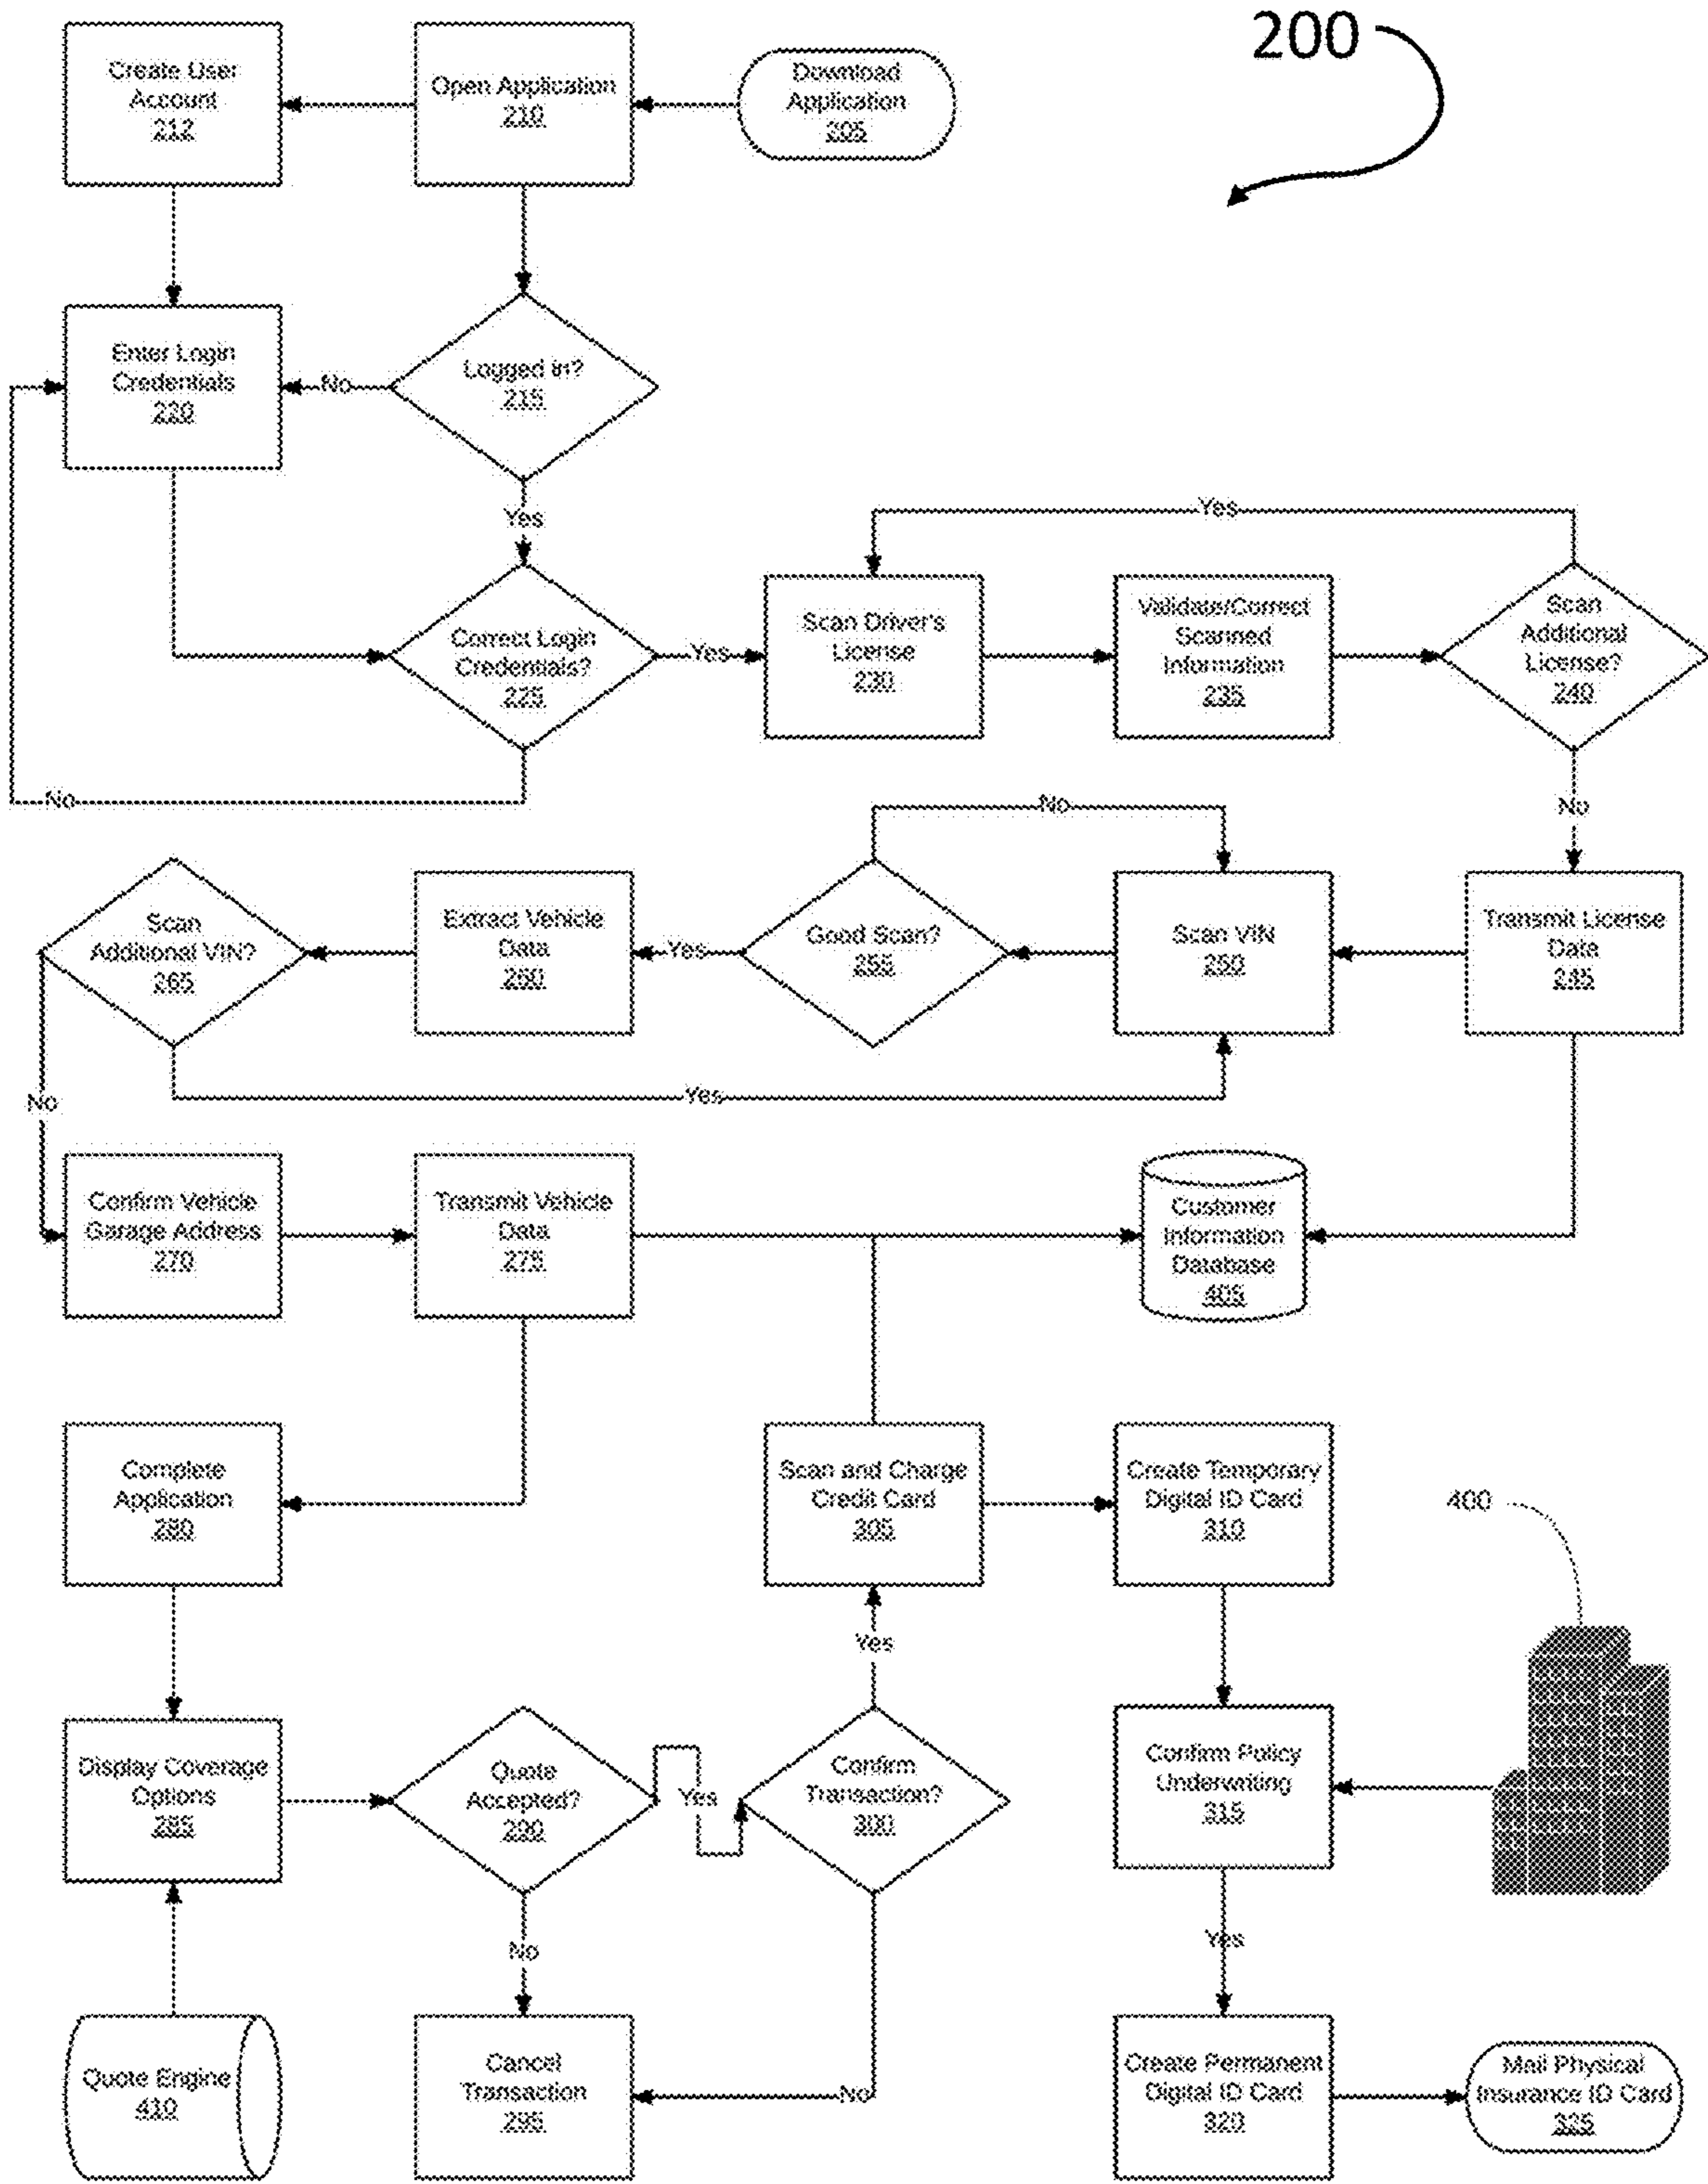 200
Create User
Account
212
Open Application
210
Download
Application
205
Enter Login
Credentials
220
No
Logged in?
215
Yes
Yes
Correct Login
Credentials?
225
Yes
Scan Driver's
License
230
Validate/Correct
Scanned
Information
235
Scan
Additional
License?
240
No
No
No
Scan
Additional VIN?
265
Extract Vehicle
Data
260
Yes
Good Scan?
255
Scan VIN
250
Transmit License
Data
245
No
Yes
Confirm Vehicle
Garage Address
270
Transmit Vehicle
Data
275
Customer
Information
Database
405
Complete
Application
280
Scan and Charge
Credit Card
305
Create Temporary
Digital ID Card
310
400
Yes
Display Coverage
Options
285
Quote
Accepted?
290
Yes
Confirm
Transaction?
300
Confirm Policy
Underwriting
315
No
Yes
Quote Engine
410
Cancel
Transaction
295
No
Create Permanent
Digital ID Card
320
Mail Physical
Insurance ID Card
325